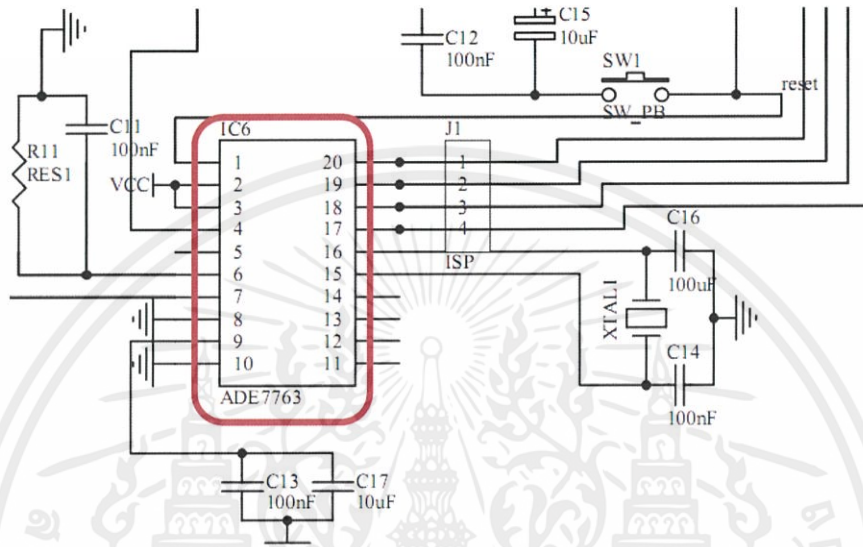 C15
10uF
C12
100nF
SW1
SW_PB
reset
C11
100nF
R11
RES1
IC6
J1
VCC
1
2
3
4
5
6
7
8
9
10
20
19
18
17
16
15
14
13
12
11
ADE7763
1
2
3
4
ISP
C16
100uF
XTAL1
C14
100nF
C13
100nF
C17
10uF